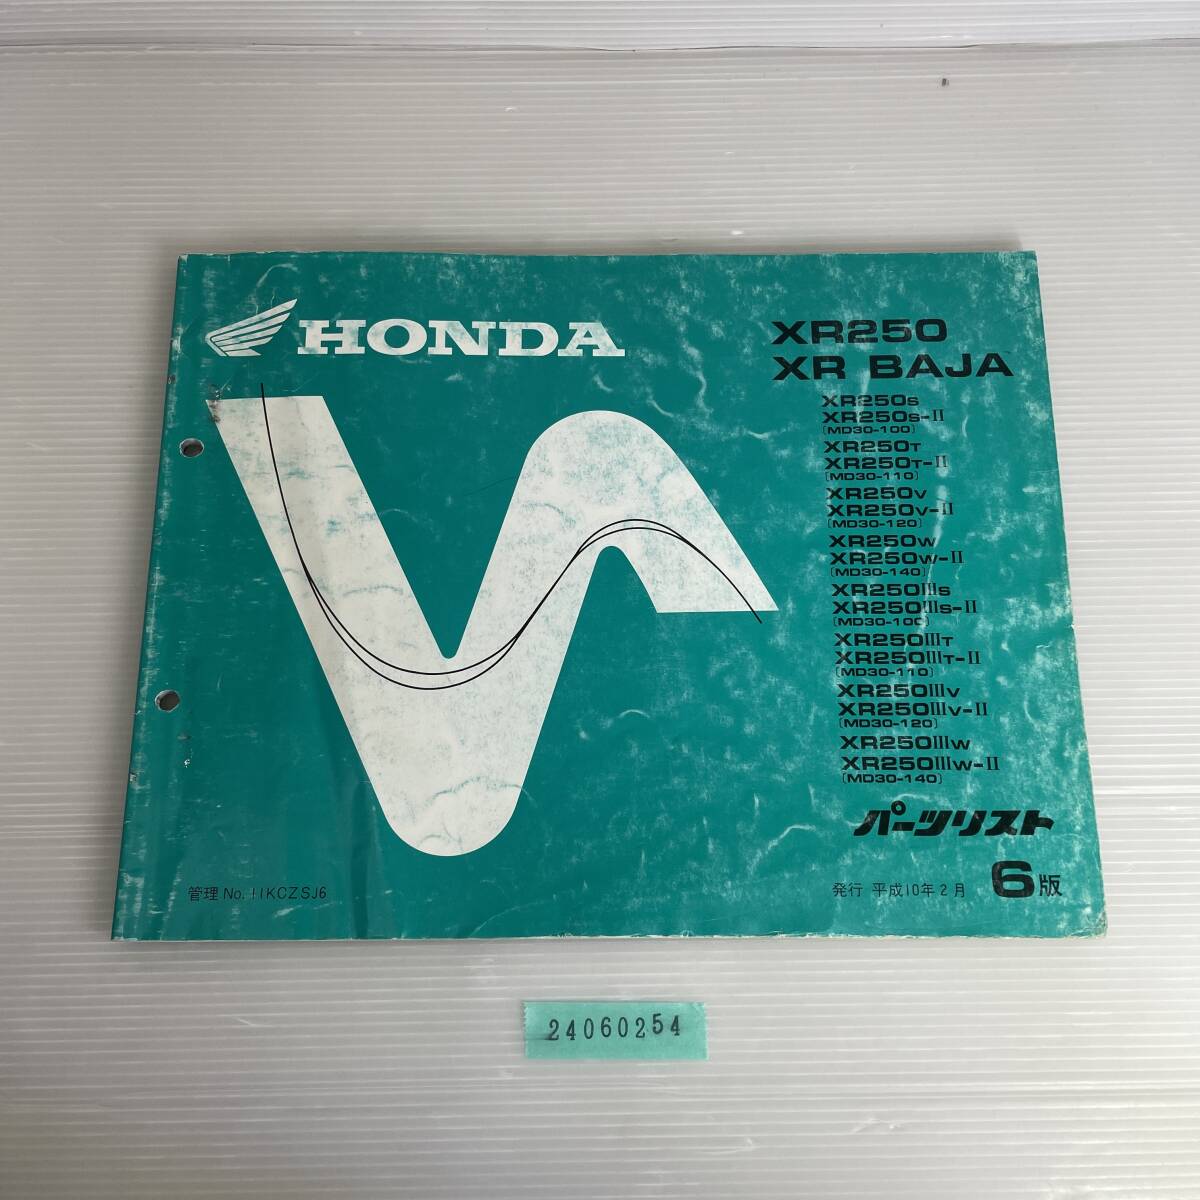 HONDA
XR250
XR BAJA
XR250S
XR250S-II
(MD30-100)
XR250T
XR250T-II
(MD30-110)
XR250V
XR250V-II
(MD30-120)
XR250W
XR250W-II
(MD30-140)
XR250IIIS
XR250IIIS-II
(MD30-100)
XR250IIIT
XR250IIIT-II
(MD30-110)
XR250IIIV
XR250IIIV-II
(MD30-120)
XR250IIIW
XR250IIIW-II
(MD30-140)
パーツリスト
管理 No. 11KCZSJ6
発行 平成10年2月 6版
24060254